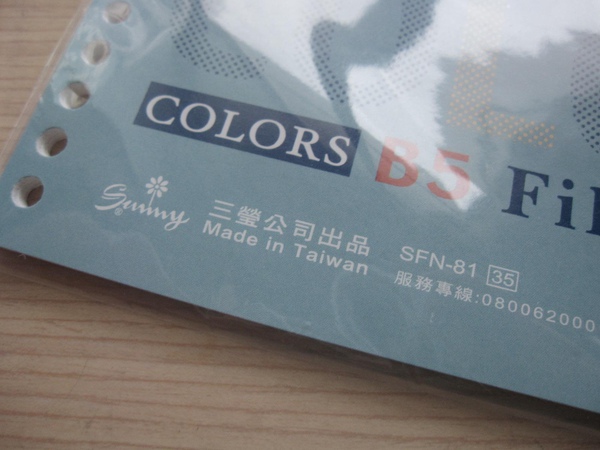 COLORS B5
Sunny
三瑩公司出品
Made in Taiwan
SFN-81 35
服務專線:080062000